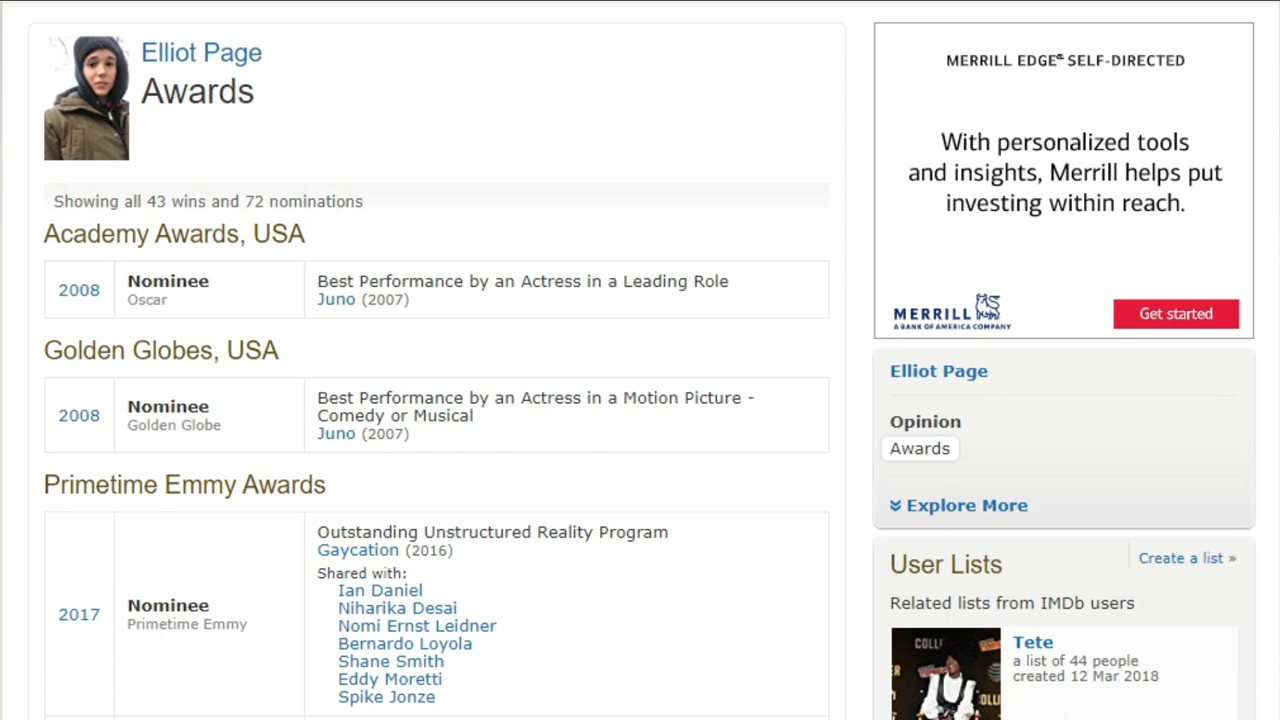 Elliot Page
Awards
Showing all 43 wins and 72 nominations
Academy Awards, USA
2008
Nominee
Oscar
Best Performance by an Actress in a Leading Role
Juno (2007)
Golden Globes, USA
2008
Nominee
Golden Globe
Best Performance by an Actress in a Motion Picture -
Comedy or Musical
Juno (2007)
Primetime Emmy Awards
2017
Nominee
Primetime Emmy
Outstanding Unstructured Reality Program
Gaycation (2016)
Shared with:
Ian Daniel
Niharika Desai
Nomi Ernst Leidner
Bernardo Loyola
Shane Smith
Eddy Moretti
Spike Jonze
MERRILL EDGE® SELF-DIRECTED
With personalized tools
and insights, Merrill helps put
investing within reach.
MERRILL
A BANK OF AMERICA COMPANY
Get started
Elliot Page
Opinion
Awards
Explore More
User Lists
Create a list »
Related lists from IMDb users
COLL
Tete
a list of 44 people
created 12 Mar 2018